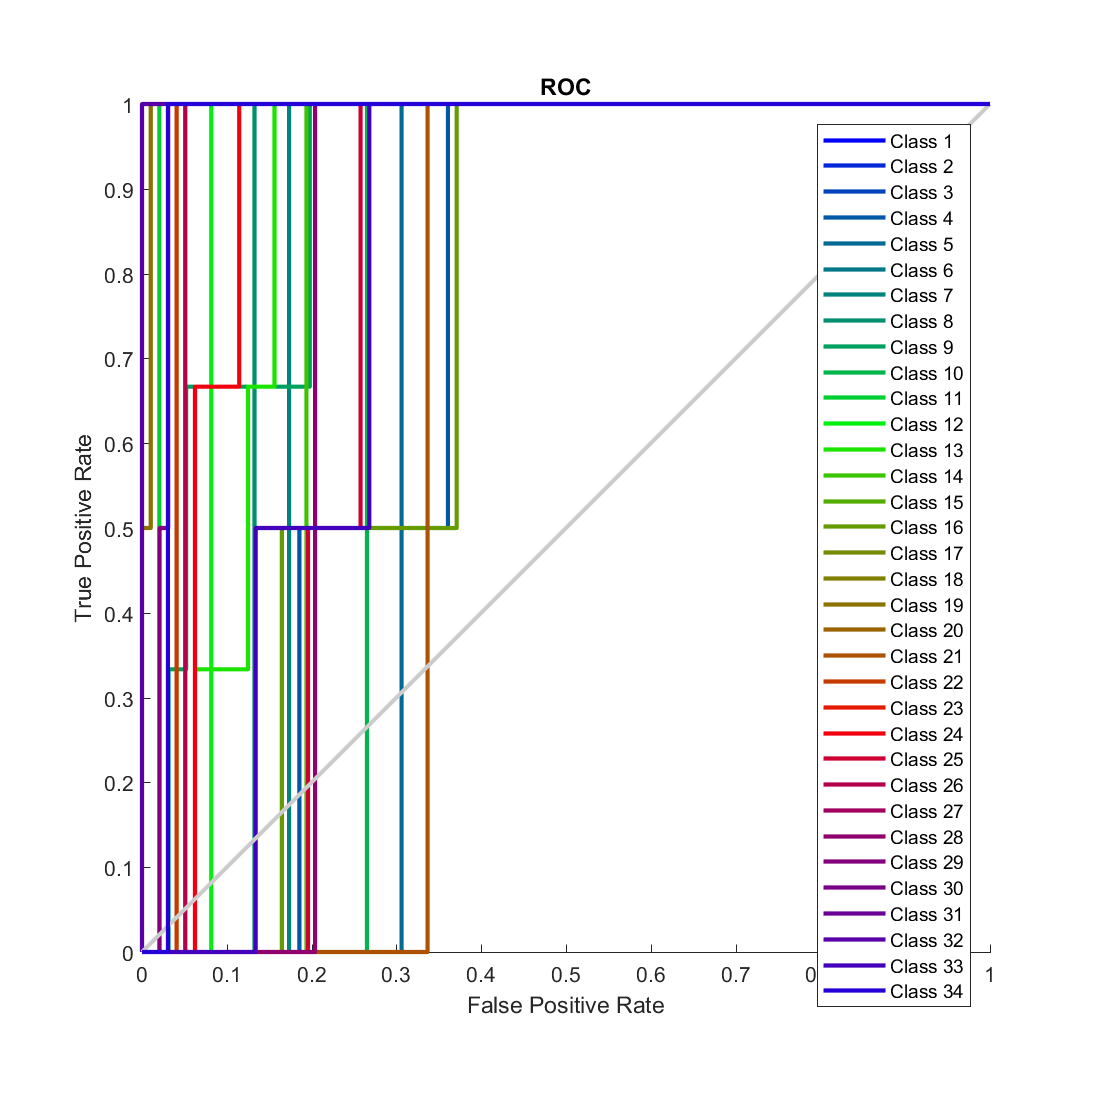 ROC
1
0.9
0.8
0.7
0.6
0.5
0.4
0.3
0.2
0.1
0
True Positive Rate
0 0.1 0.2 0.3 0.4 0.5 0.6 0.7 1
False Positive Rate
Class 1
Class 2
Class 3
Class 4
Class 5
Class 6
Class 7
Class 8
Class 9
Class 10
Class 11
Class 12
Class 13
Class 14
Class 15
Class 16
Class 17
Class 18
Class 19
Class 20
Class 21
Class 22
Class 23
Class 24
Class 25
Class 26
Class 27
Class 28
Class 29
Class 30
Class 31
Class 32
Class 33
Class 34